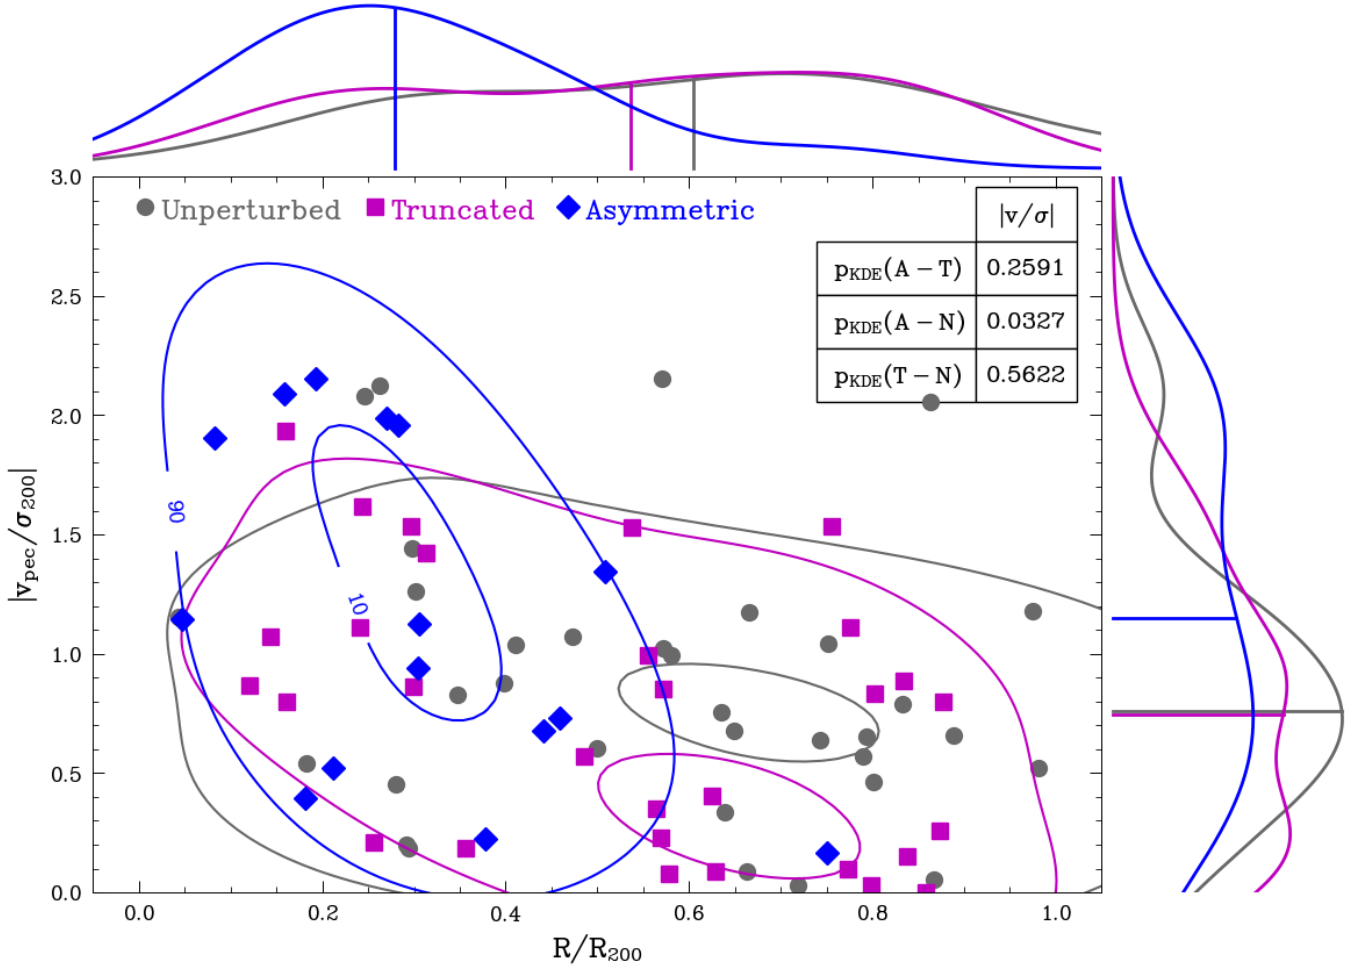 3.0
2.5
2.0
1.5
1.0
0.5
0.0
|v_pec/σ_200|
Unperturbed Truncated Asymmetric
|v/σ|
p_KDE(A − T) 0.2591
p_KDE(A − N) 0.0327
p_KDE(T − N) 0.5622
90
10
0.0 0.2 0.4 0.6 0.8 1.0
R/R_200